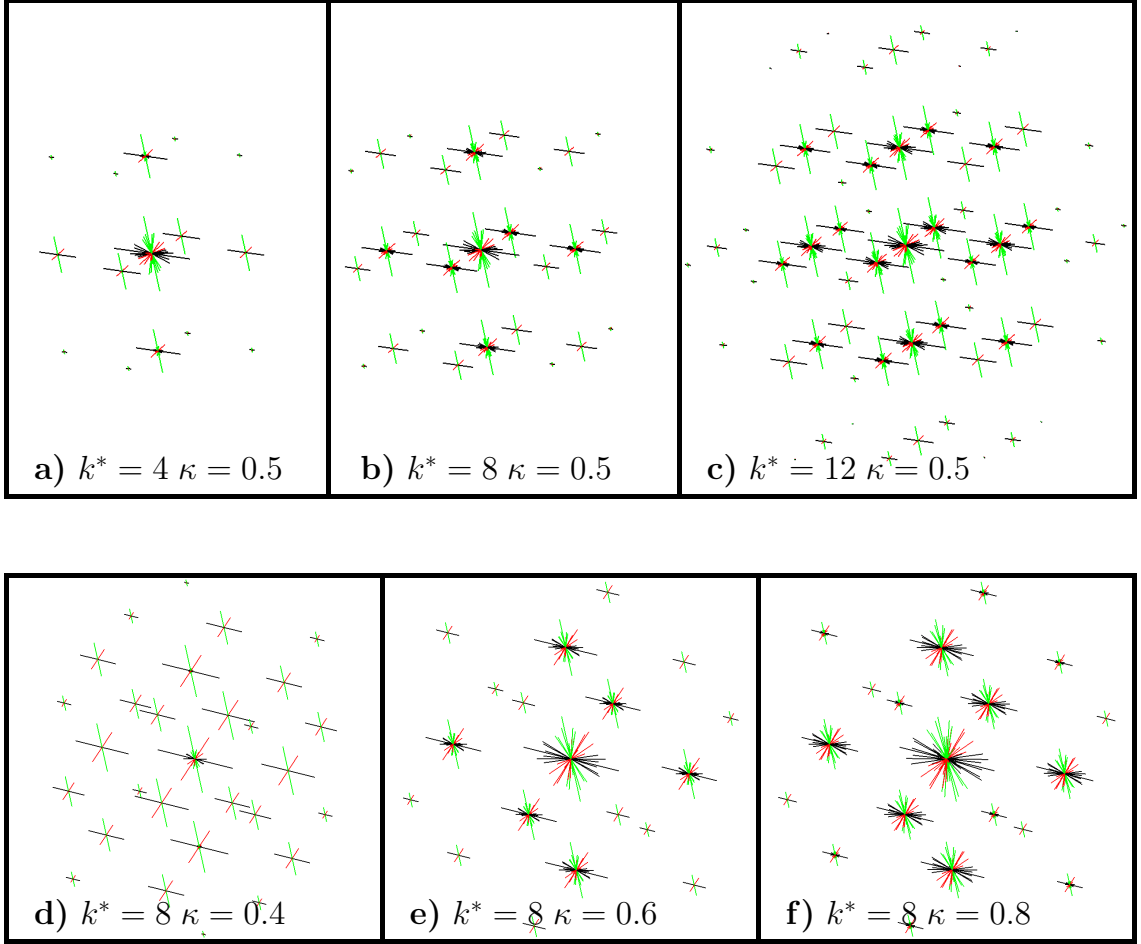 a) k* = 4 κ = 0.5
b) k* = 8 κ = 0.5
c) k* = 12 κ = 0.5
d) k* = 8 κ = 0.4
e) k* = 8 κ = 0.6
f) k* = 8 κ = 0.8